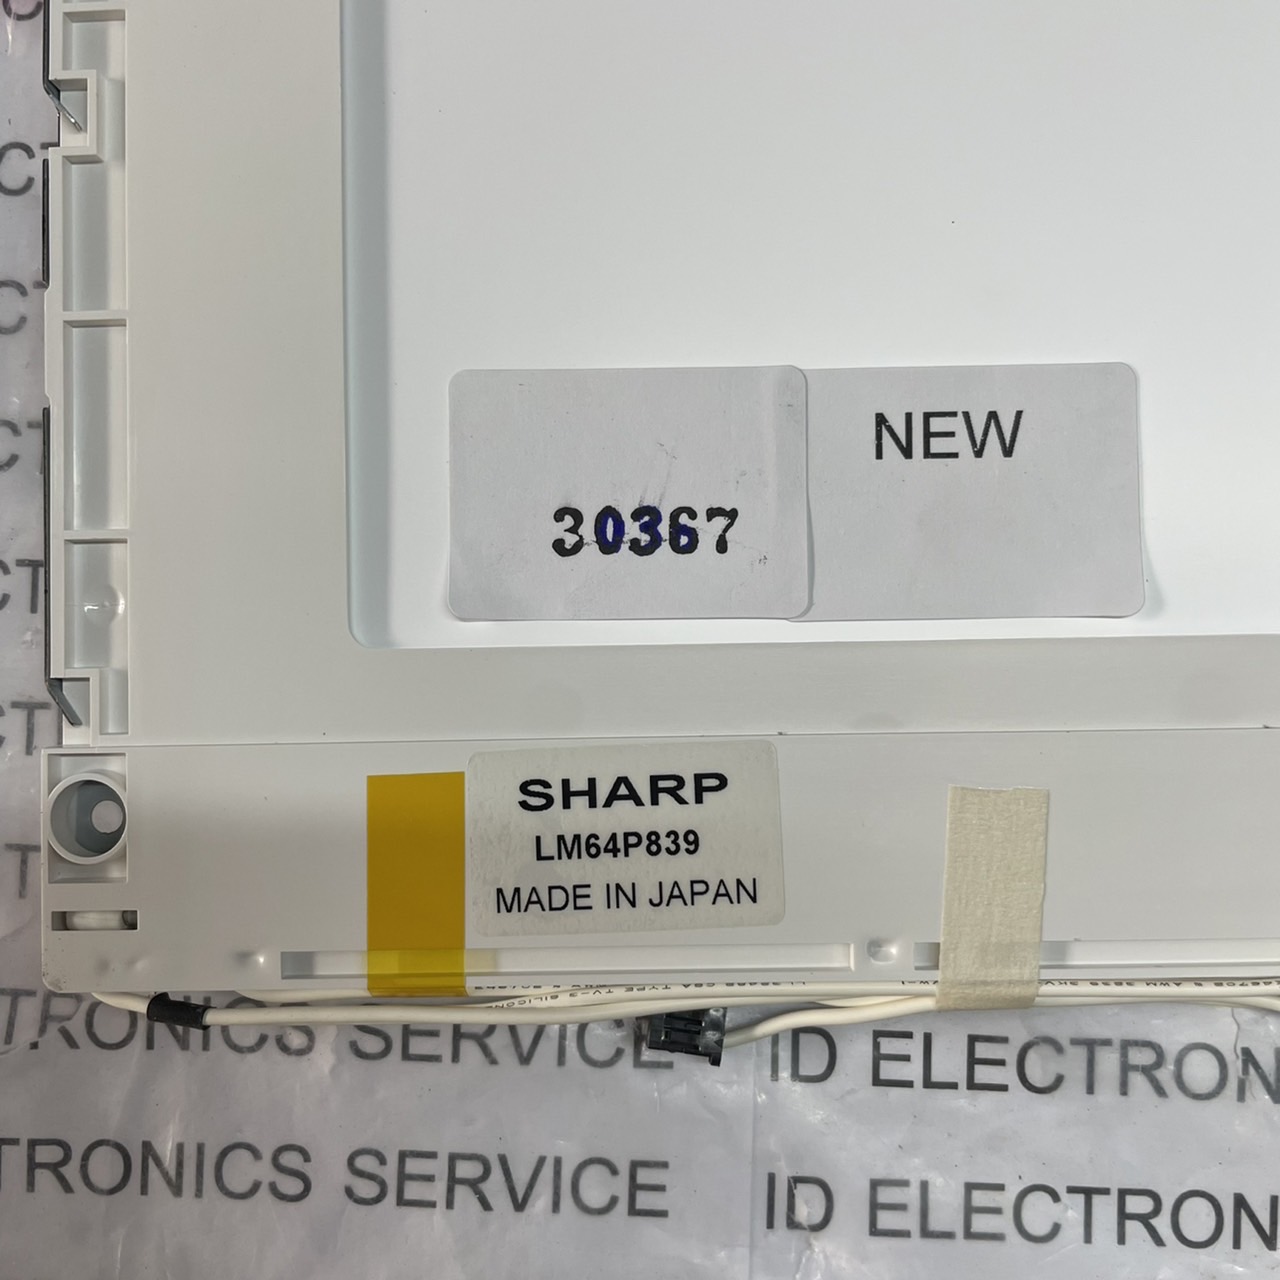 NEW
30367
SHARP
LM64P839
MADE IN JAPAN
TRONICS SERVICE
ID ELECTRON
TRONICS SERVICE
ID ELECTRON